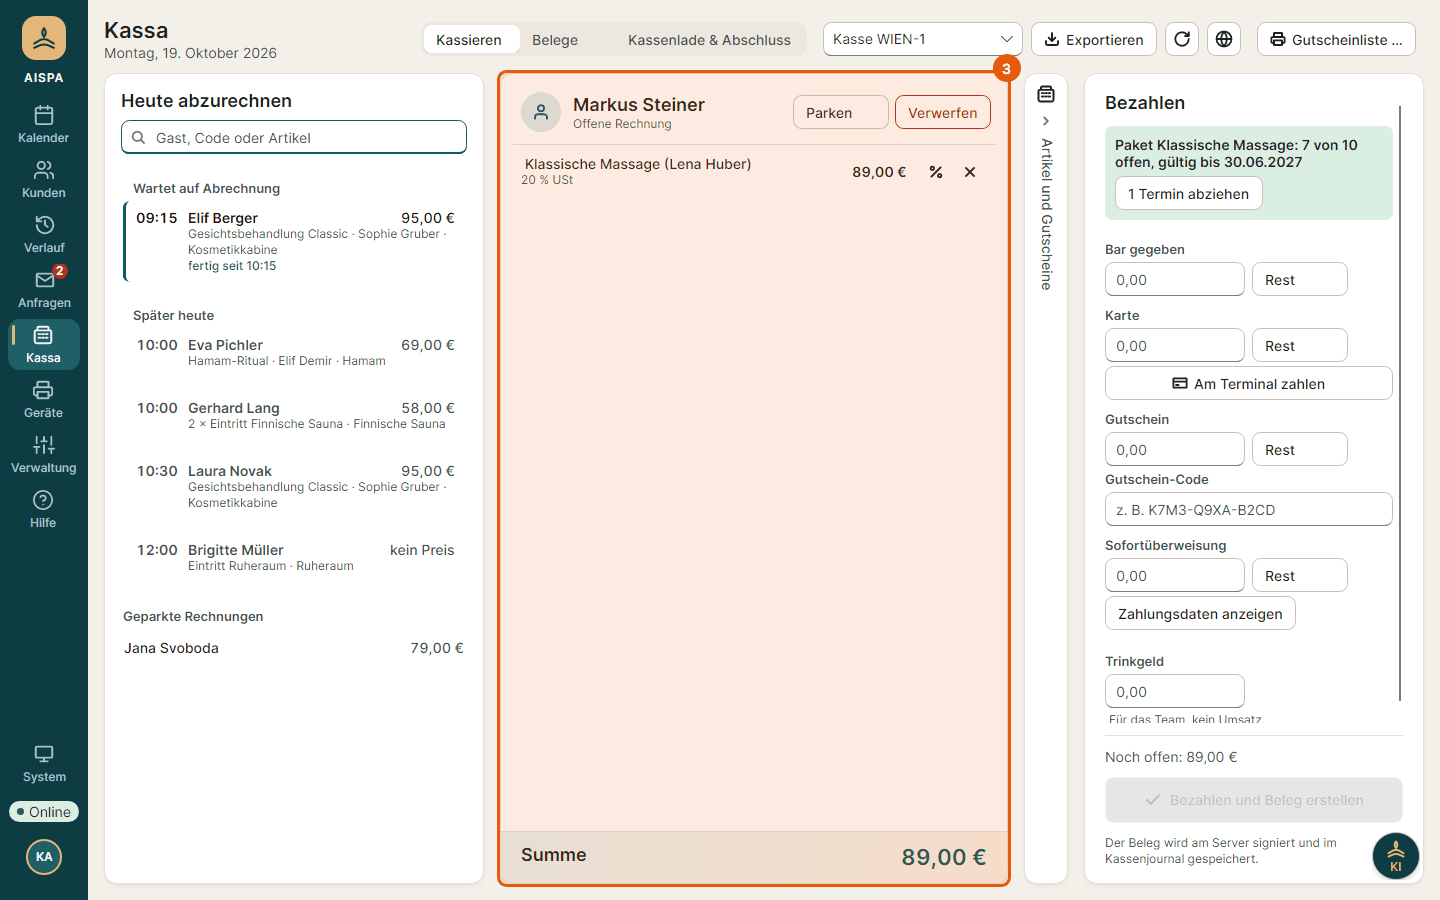 AISPA
Kalender
Kunden
Verlauf
2
Anfragen
Kassa
Geräte
Verwaltung
Hilfe
System
Online
KA
Kassa
Montag, 19. Oktober 2026
Kassieren
Belege
Kassenlade & Abschluss
Kasse WIEN-1
Exportieren
Gutscheinliste ...
Heute abzurechnen
Gast, Code oder Artikel
Wartet auf Abrechnung
09:15 Elif Berger 95,00 €
Gesichtsbehandlung Classic · Sophie Gruber ·
Kosmetikkabine
fertig seit 10:15
Später heute
10:00 Eva Pichler 69,00 €
Hamam-Ritual · Elif Demir · Hamam
10:00 Gerhard Lang 58,00 €
2 × Eintritt Finnische Sauna · Finnische Sauna
10:30 Laura Novak 95,00 €
Gesichtsbehandlung Classic · Sophie Gruber ·
Kosmetikkabine
12:00 Brigitte Müller kein Preis
Eintritt Ruheraum · Ruheraum
Geparkte Rechnungen
Jana Svoboda 79,00 €
3
Markus Steiner
Offene Rechnung
Parken
Verwerfen
Klassische Massage (Lena Huber)
20 % USt
89,00 €
Summe 89,00 €
Artikel und Gutscheine
Bezahlen
Paket Klassische Massage: 7 von 10
offen, gültig bis 30.06.2027
1 Termin abziehen
Bar gegeben
0,00 Rest
Karte
0,00 Rest
Am Terminal zahlen
Gutschein
0,00 Rest
Gutschein-Code
z. B. K7M3-Q9XA-B2CD
Sofortüberweisung
0,00 Rest
Zahlungsdaten anzeigen
Trinkgeld
0,00
Für das Team, kein Umsatz.
Noch offen: 89,00 €
Bezahlen und Beleg erstellen
Der Beleg wird am Server signiert und im
Kassenjournal gespeichert.
KI